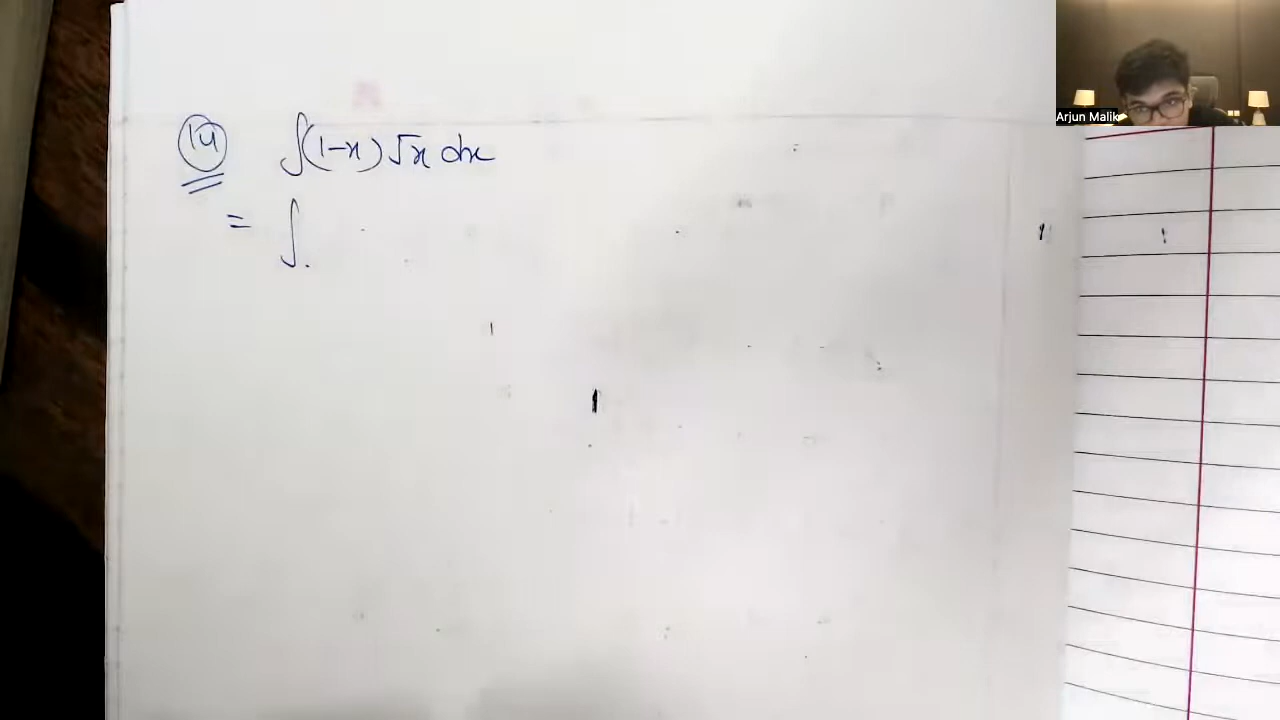 Arjun Malik
14 ∫(1-x)√x dx
= ∫